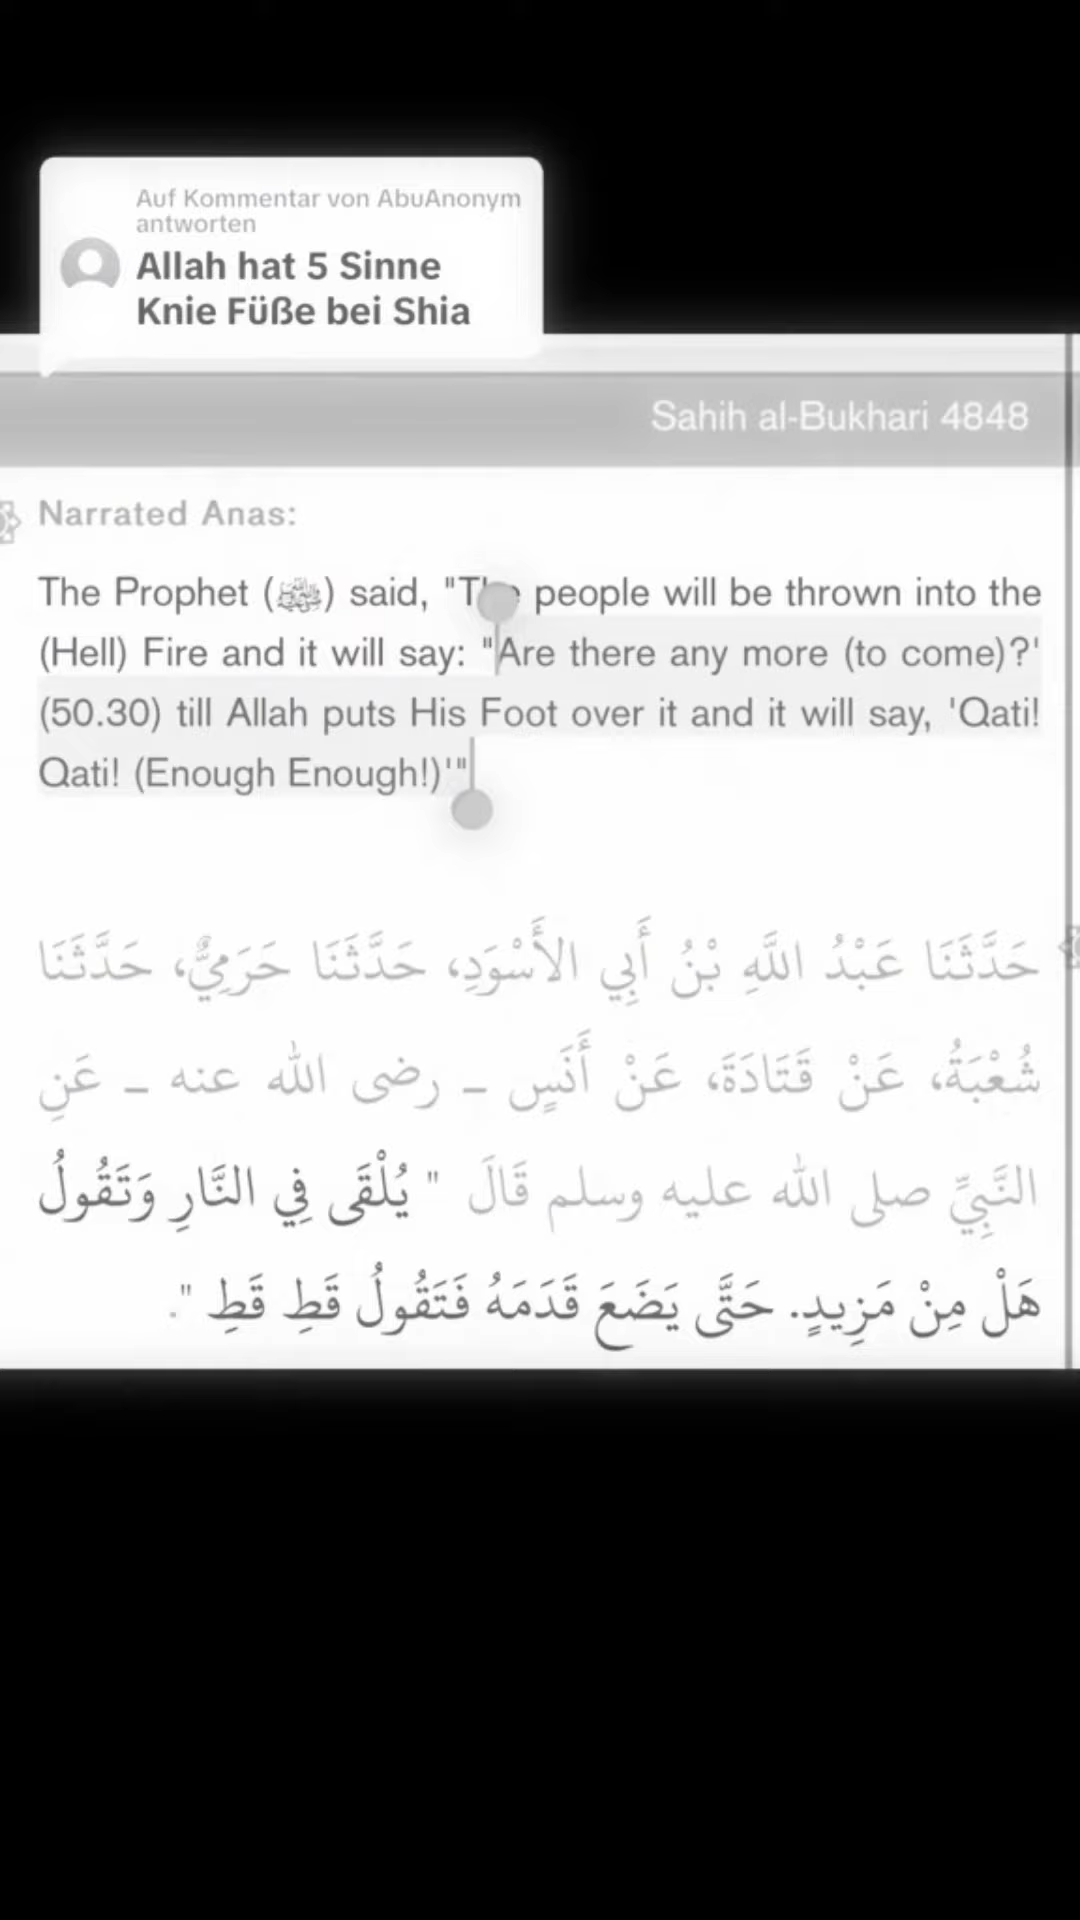 Auf Kommentar von AbuAnonym
antworten
Allah hat 5 Sinne
Knie Füße bei Shia
Sahih al-Bukhari 4848
Narrated Anas:
The Prophet (ﷺ) said, "The people will be thrown into the
(Hell) Fire and it will say: "Are there any more (to come)?'
(50.30) till Allah puts His Foot over it and it will say, 'Qati!
Qati! (Enough Enough!)'"
حَدَّثَنَا عَبْدُ اللَّهِ بْنُ أَبِي الأَسْوَدِ، حَدَّثَنَا حَرَمِيٌّ، حَدَّثَنَا
شُعْبَةُ، عَنْ قَتَادَةَ، عَنْ أَنَسٍ ـ رضى الله عنه ـ عَنِ
النَّبِيِّ صلى الله عليه وسلم قَالَ ‏"‏ يُلْقَى فِي النَّارِ وَتَقُولُ
هَلْ مِنْ مَزِيدٍ‏.‏ حَتَّى يَضَعَ قَدَمَهُ فَتَقُولُ قَطِ قَطِ ‏"‏‏.‏